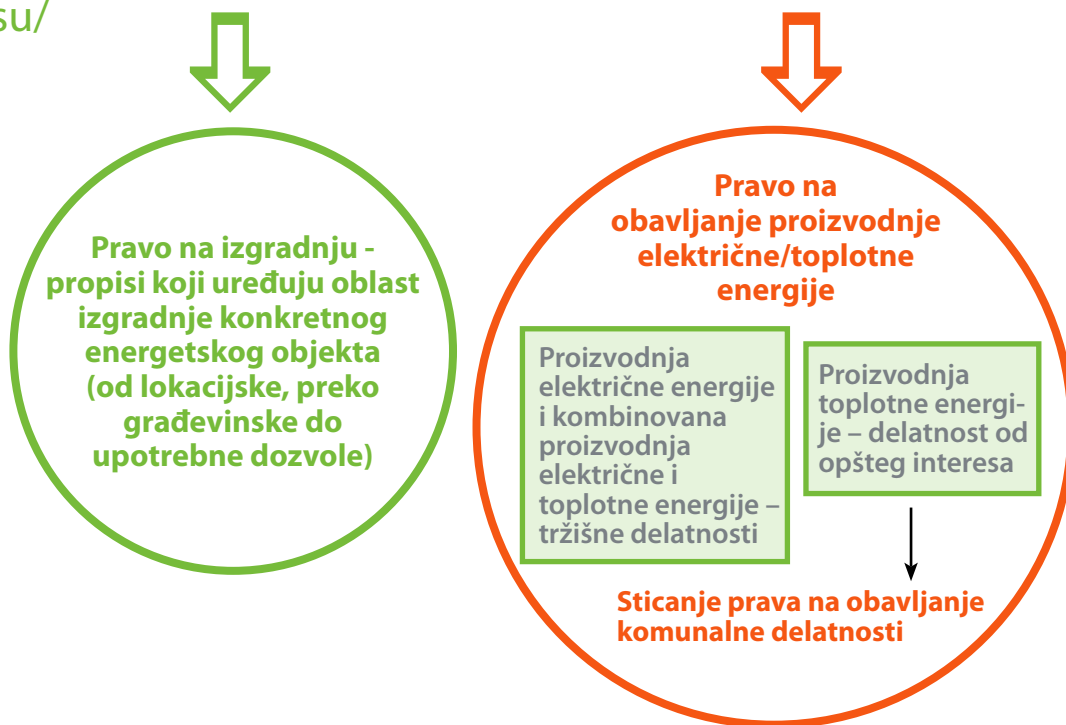 su/
Pravo na izgradnju -
propisi koji uređuju oblast
izgradnje konkretnog
energetskog objekta
(od lokacijske, preko
građevinske do
upotrebne dozvole)
Pravo na
obavljanje proizvodnje
električne/toplotne
energije
Proizvodnja
električne energije
i kombinovana
proizvodnja
električne i
toplotne energije –
tržišne delatnosti
Proizvodnja
toplotne energi-
je – delatnost od
opšteg interesa
Sticanje prava na obavljanje
komunalne delatnosti